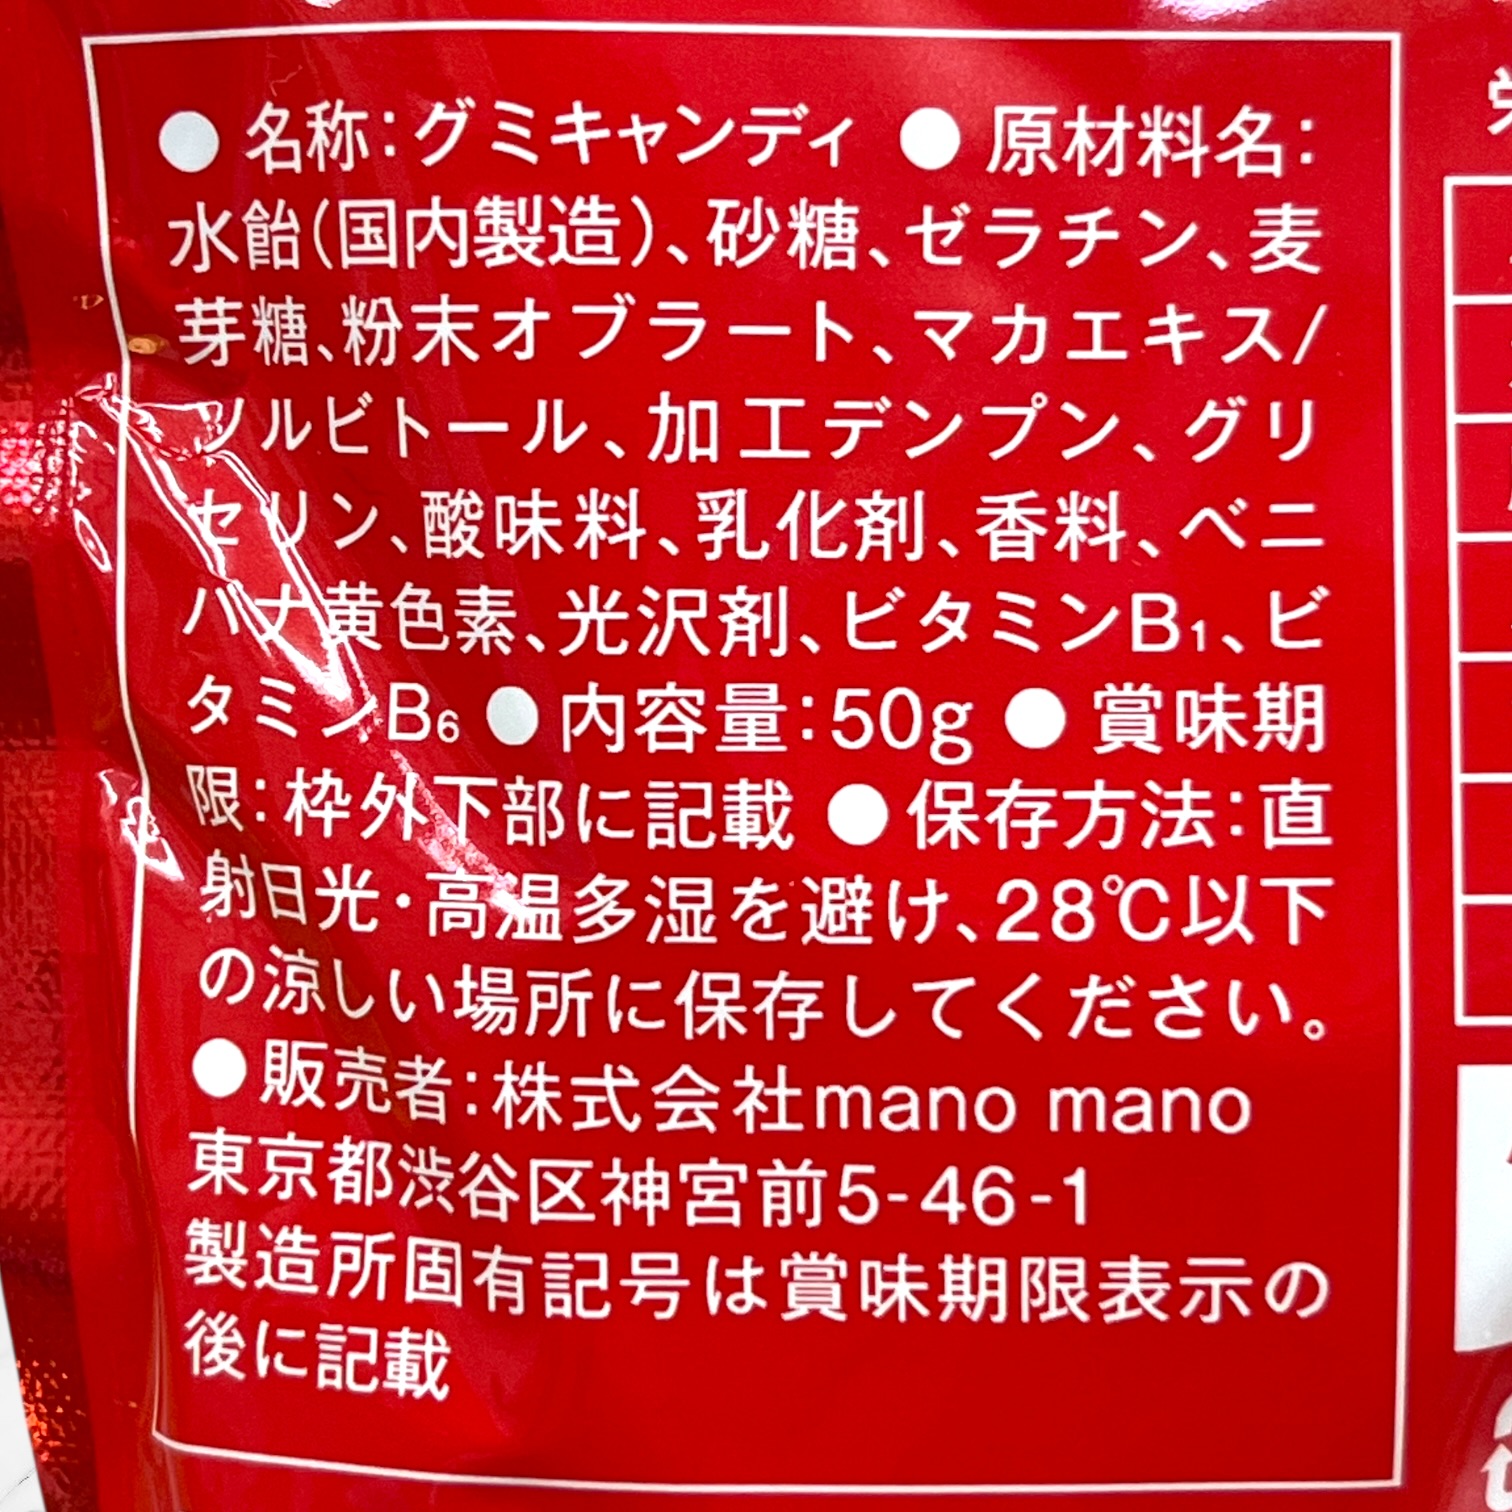 ●名称:グミキャンディ ●原材料名:
水飴(国内製造)、砂糖、ゼラチン、麦
芽糖、粉末オブラート、マカエキス/
ソルビトール、加工デンプン、グリ
セリン、酸味料、乳化剤、香料、ベニ
バナ黄色素、光沢剤、ビタミンB₁、ビ
タミンB₆ ●内容量:50g ●賞味期
限:枠外下部に記載 ●保存方法:直
射日光・高温多湿を避け、28℃以下
の涼しい場所に保存してください。
●販売者:株式会社mano mano
東京都渋谷区神宮前5-46-1
製造所固有記号は賞味期限表示の
後に記載